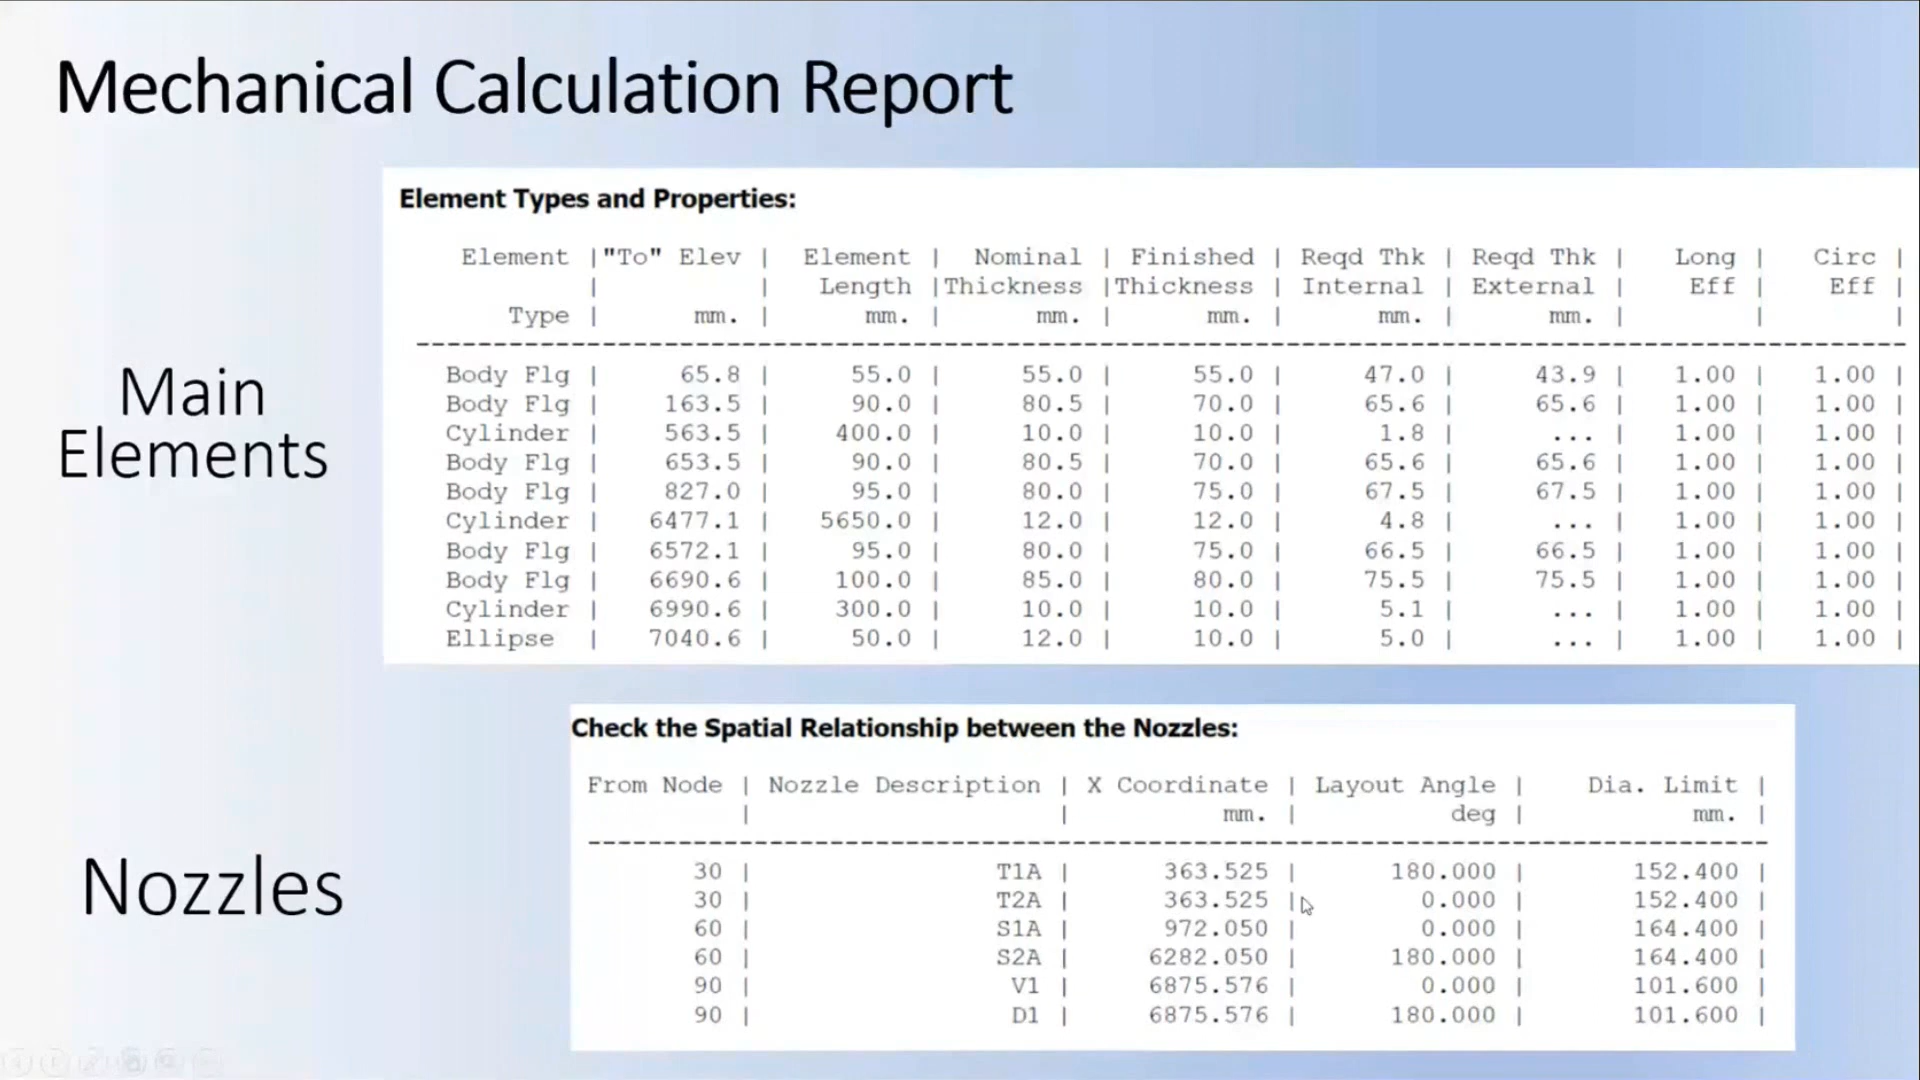 Mechanical Calculation Report
Element Types and Properties:
Element |"To" Elev | Element | Nominal | Finished | Reqd Thk | Reqd Thk | Long | Circ |
| | Length |Thickness |Thickness | Internal | External | Eff | Eff |
Type | mm. | mm. | mm. | mm. | mm. | mm. | | |
Body Flg | 65.8 | 55.0 | 55.0 | 55.0 | 47.0 | 43.9 | 1.00 | 1.00 |
Body Flg | 163.5 | 90.0 | 80.5 | 70.0 | 65.6 | 65.6 | 1.00 | 1.00 |
Cylinder | 563.5 | 400.0 | 10.0 | 10.0 | 1.8 | ... | 1.00 | 1.00 |
Body Flg | 653.5 | 90.0 | 80.5 | 70.0 | 65.6 | 65.6 | 1.00 | 1.00 |
Body Flg | 827.0 | 95.0 | 80.0 | 75.0 | 67.5 | 67.5 | 1.00 | 1.00 |
Cylinder | 6477.1 | 5650.0 | 12.0 | 12.0 | 4.8 | ... | 1.00 | 1.00 |
Body Flg | 6572.1 | 95.0 | 80.0 | 75.0 | 66.5 | 66.5 | 1.00 | 1.00 |
Body Flg | 6690.6 | 100.0 | 85.0 | 80.0 | 75.5 | 75.5 | 1.00 | 1.00 |
Cylinder | 6990.6 | 300.0 | 10.0 | 10.0 | 5.1 | ... | 1.00 | 1.00 |
Ellipse | 7040.6 | 50.0 | 12.0 | 10.0 | 5.0 | ... | 1.00 | 1.00 |
Main
Elements
Check the Spatial Relationship between the Nozzles:
From Node | Nozzle Description | X Coordinate | Layout Angle | Dia. Limit |
| | mm. | deg | mm. |
30 | T1A | 363.525 | 180.000 | 152.400 |
30 | T2A | 363.525 | 0.000 | 152.400 |
60 | S1A | 972.050 | 0.000 | 164.400 |
60 | S2A | 6282.050 | 180.000 | 164.400 |
90 | V1 | 6875.576 | 0.000 | 101.600 |
90 | D1 | 6875.576 | 180.000 | 101.600 |
Nozzles